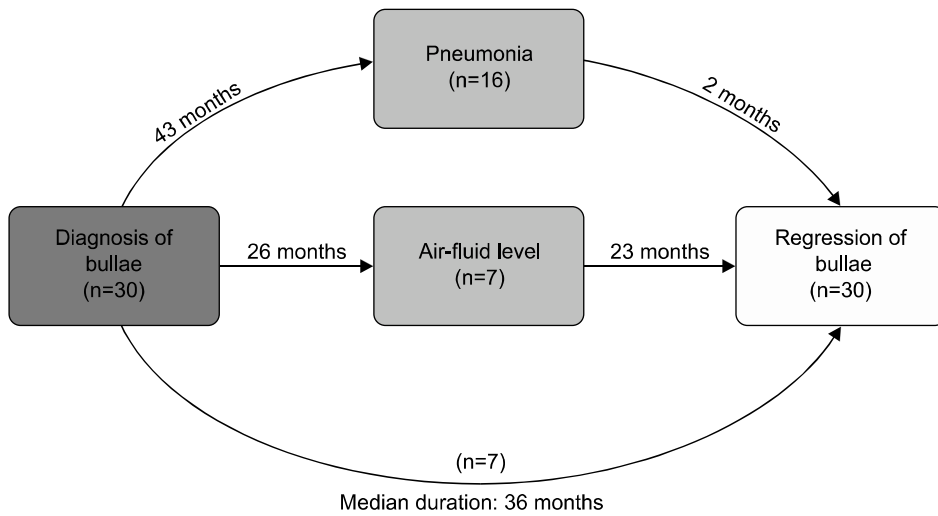 Pneumonia
(n=16)
43 months
2 months
Diagnosis of
bullae
(n=30)
26 months
Air-fluid level
(n=7)
23 months
Regression of
bullae
(n=30)
(n=7)
Median duration: 36 months